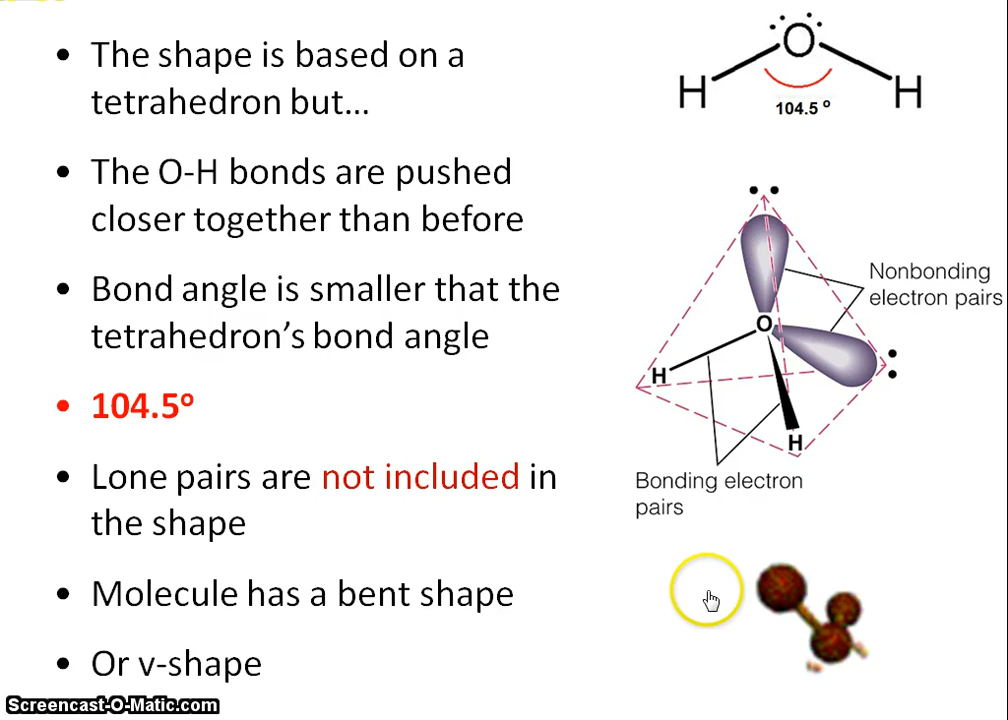 • The shape is based on a
tetrahedron but...
• The O-H bonds are pushed
closer together than before
• Bond angle is smaller that the
tetrahedron’s bond angle
• 104.5º
• Lone pairs are not included in
the shape
• Molecule has a bent shape
• Or v-shape
O
H H
104.5 º
Nonbonding
electron pairs
O
H
H
Bonding electron
pairs
Screencast-O-Matic.com